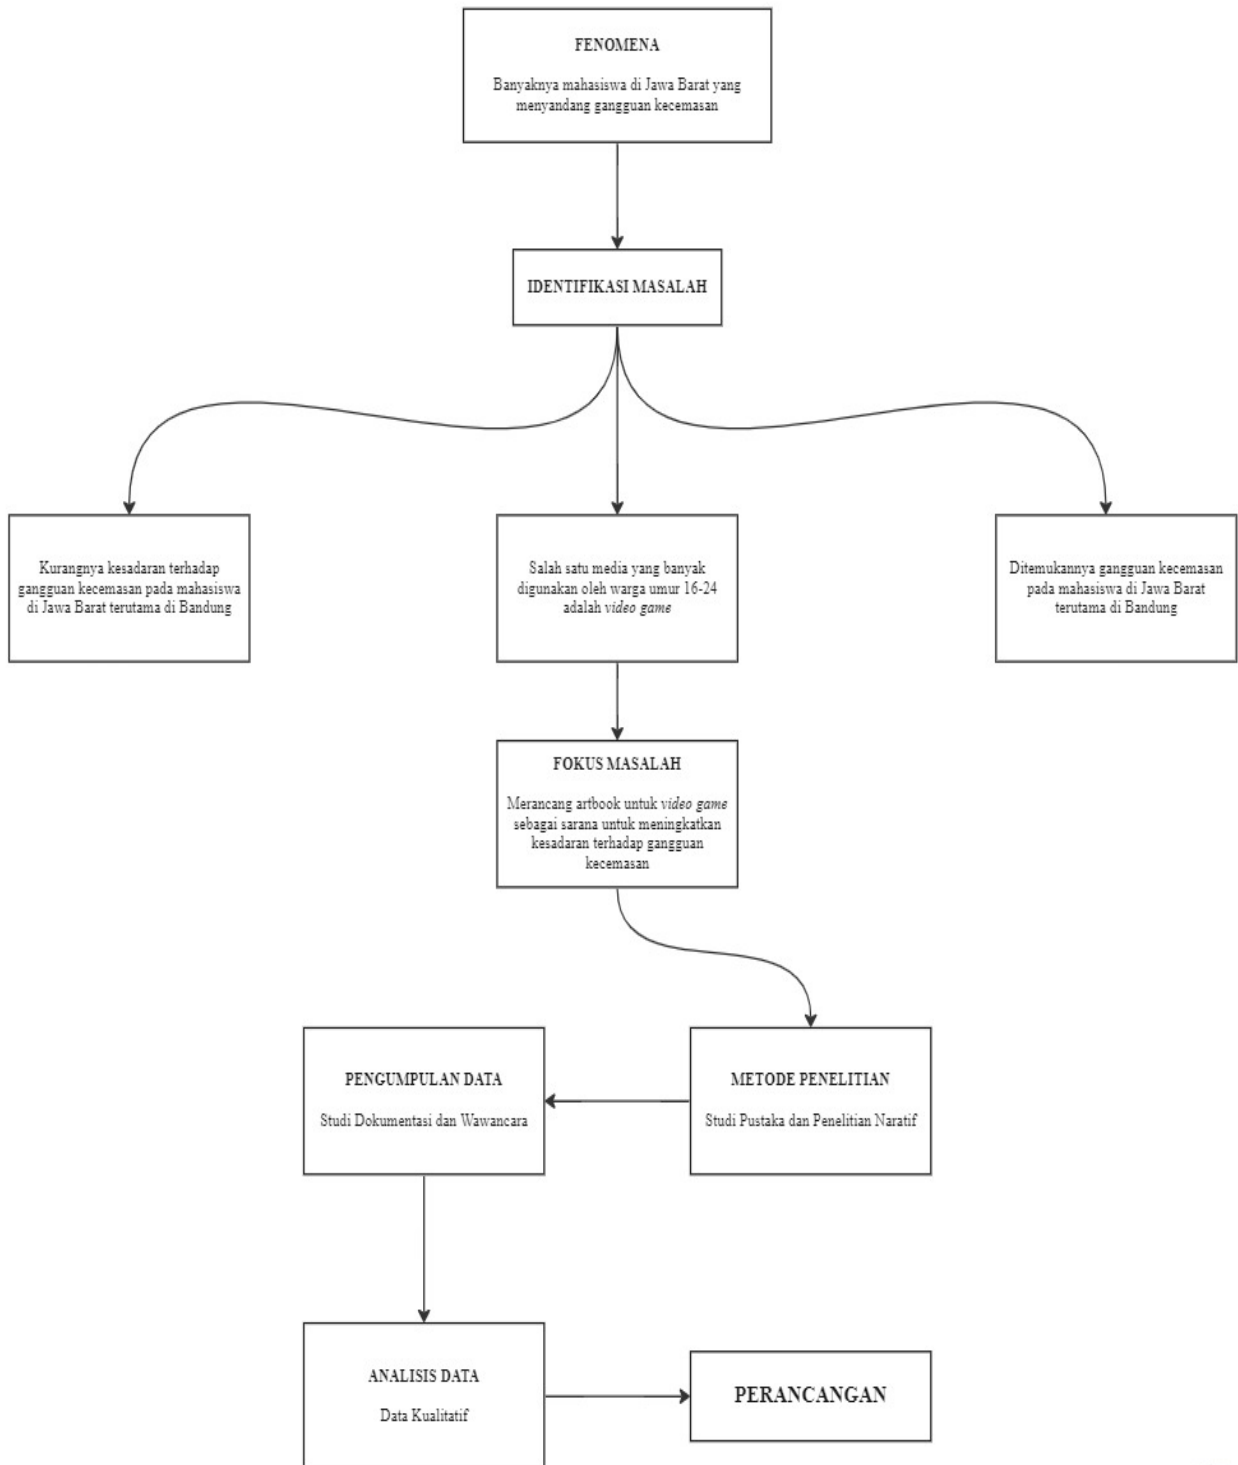 FENOMENA
Banyaknya mahasiswa di Jawa Barat yang
menyandang gangguan kecemasan
IDENTIFIKASI MASALAH
Kurangnya kesadaran terhadap
gangguan kecemasan pada mahasiswa
di Jawa Barat terutama di Bandung
Salah satu media yang banyak
digunakan oleh warga umur 16-24
adalah video game
Ditemukannya gangguan kecemasan
pada mahasiswa di Jawa Barat
terutama di Bandung
FOKUS MASALAH
Merancang artbook untuk video game
sebagai sarana untuk meningkatkan
kesadaran terhadap gangguan
kecemasan
PENGUMPULAN DATA
Studi Dokumentasi dan Wawancara
METODE PENELITIAN
Studi Pustaka dan Penelitian Naratif
ANALISIS DATA
Data Kualitatif
PERANCANGAN